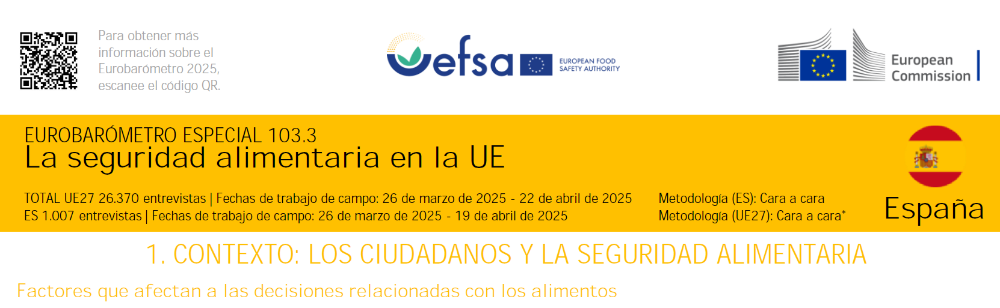 Para obtener más
información sobre el
Eurobarómetro 2025,
escanee el código QR.
efsa
EUROPEAN FOOD
SAFETY AUTHORITY
European
Commission
EUROBARÓMETRO ESPECIAL 103.3
La seguridad alimentaria en la UE
TOTAL UE27 26.370 entrevistas | Fechas de trabajo de campo: 26 de marzo de 2025 - 22 de abril de 2025
ES 1.007 entrevistas | Fechas de trabajo de campo: 26 de marzo de 2025 - 19 de abril de 2025
Metodología (ES): Cara a cara
Metodología (UE27): Cara a cara*
España
1. CONTEXTO: LOS CIUDADANOS Y LA SEGURIDAD ALIMENTARIA
Factores que afectan a las decisiones relacionadas con los alimentos